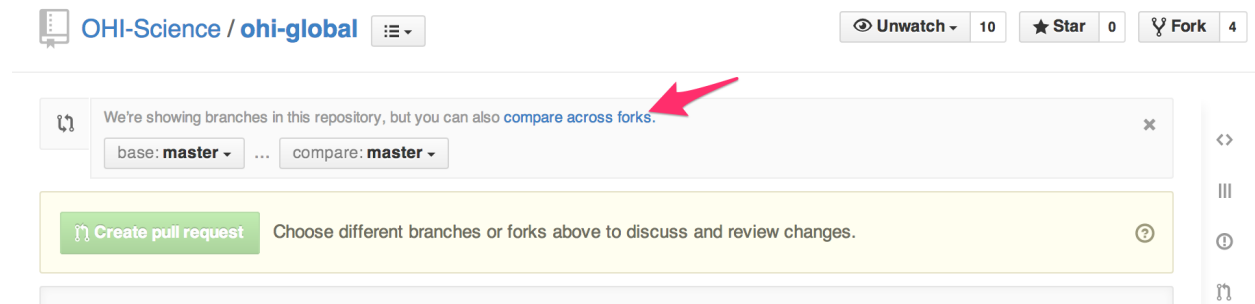 OHI-Science / ohi-global
Unwatch 10 Star 0 Fork 4
We're showing branches in this repository, but you can also compare across forks.
base: master ... compare: master
Create pull request Choose different branches or forks above to discuss and review changes.